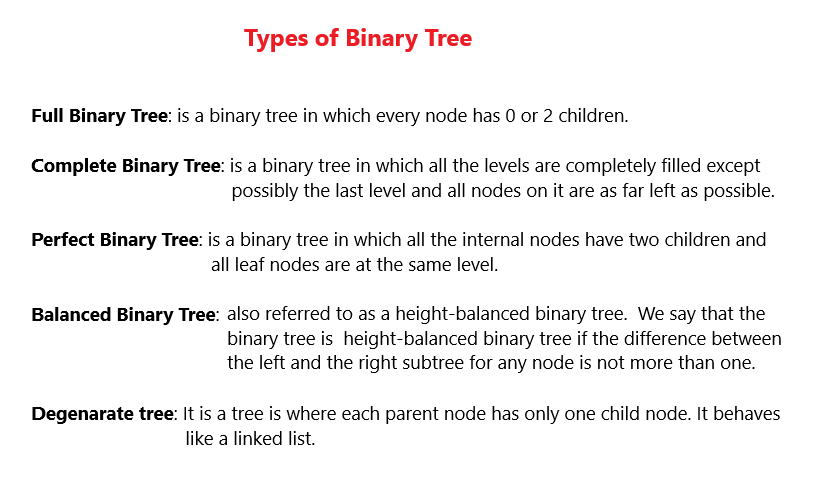 Types of Binary Tree
Full Binary Tree: is a binary tree in which every node has 0 or 2 children.
Complete Binary Tree: is a binary tree in which all the levels are completely filled except
possibly the last level and all nodes on it are as far left as possible.
Perfect Binary Tree: is a binary tree in which all the internal nodes have two children and
all leaf nodes are at the same level.
Balanced Binary Tree: also referred to as a height-balanced binary tree. We say that the
binary tree is height-balanced binary tree if the difference between
the left and the right subtree for any node is not more than one.
Degenarate tree: It is a tree is where each parent node has only one child node. It behaves
like a linked list.